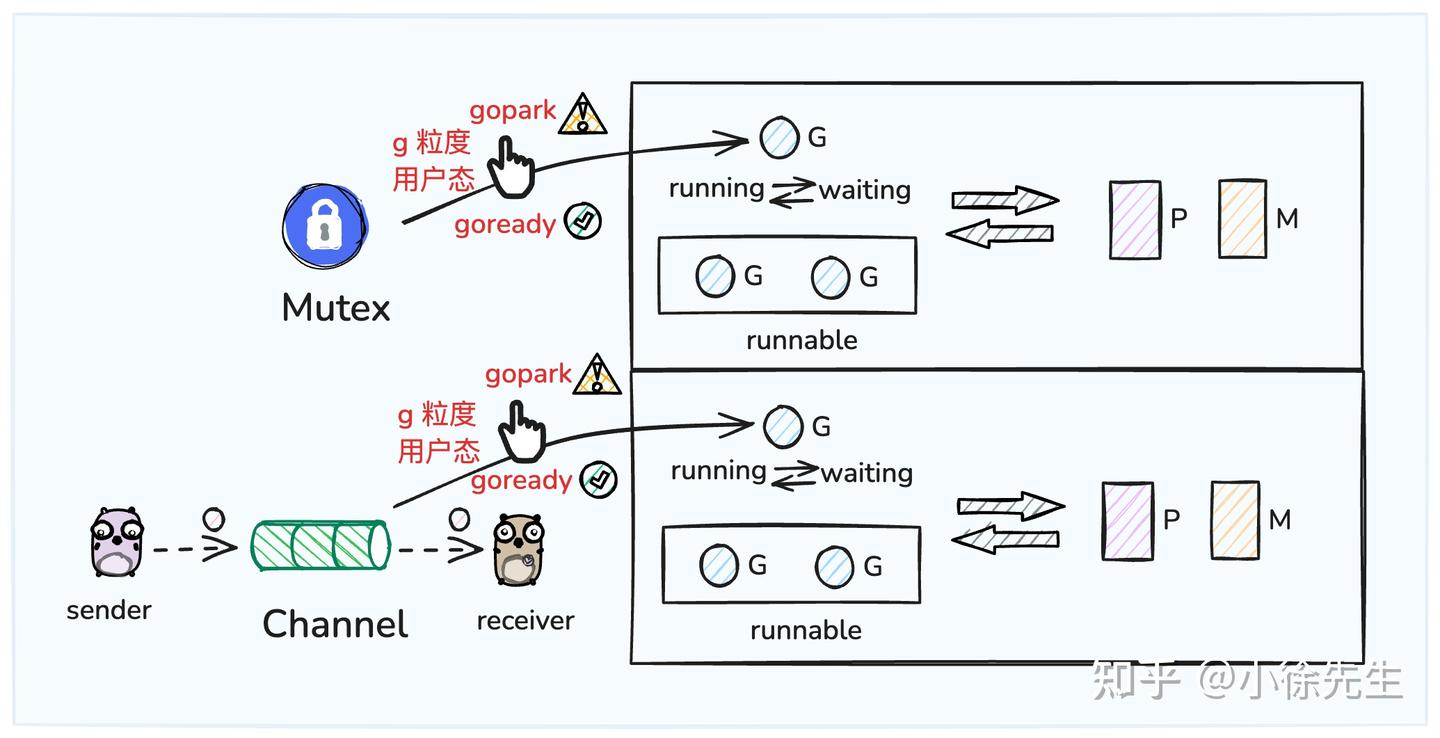 gopark
g 粒度
用户态
goready
Mutex
G
running
waiting
G
G
runnable
P
M
gopark
g 粒度
用户态
goready
sender
Channel
receiver
G
running
waiting
G
G
runnable
P
M
知乎 @小徐先生